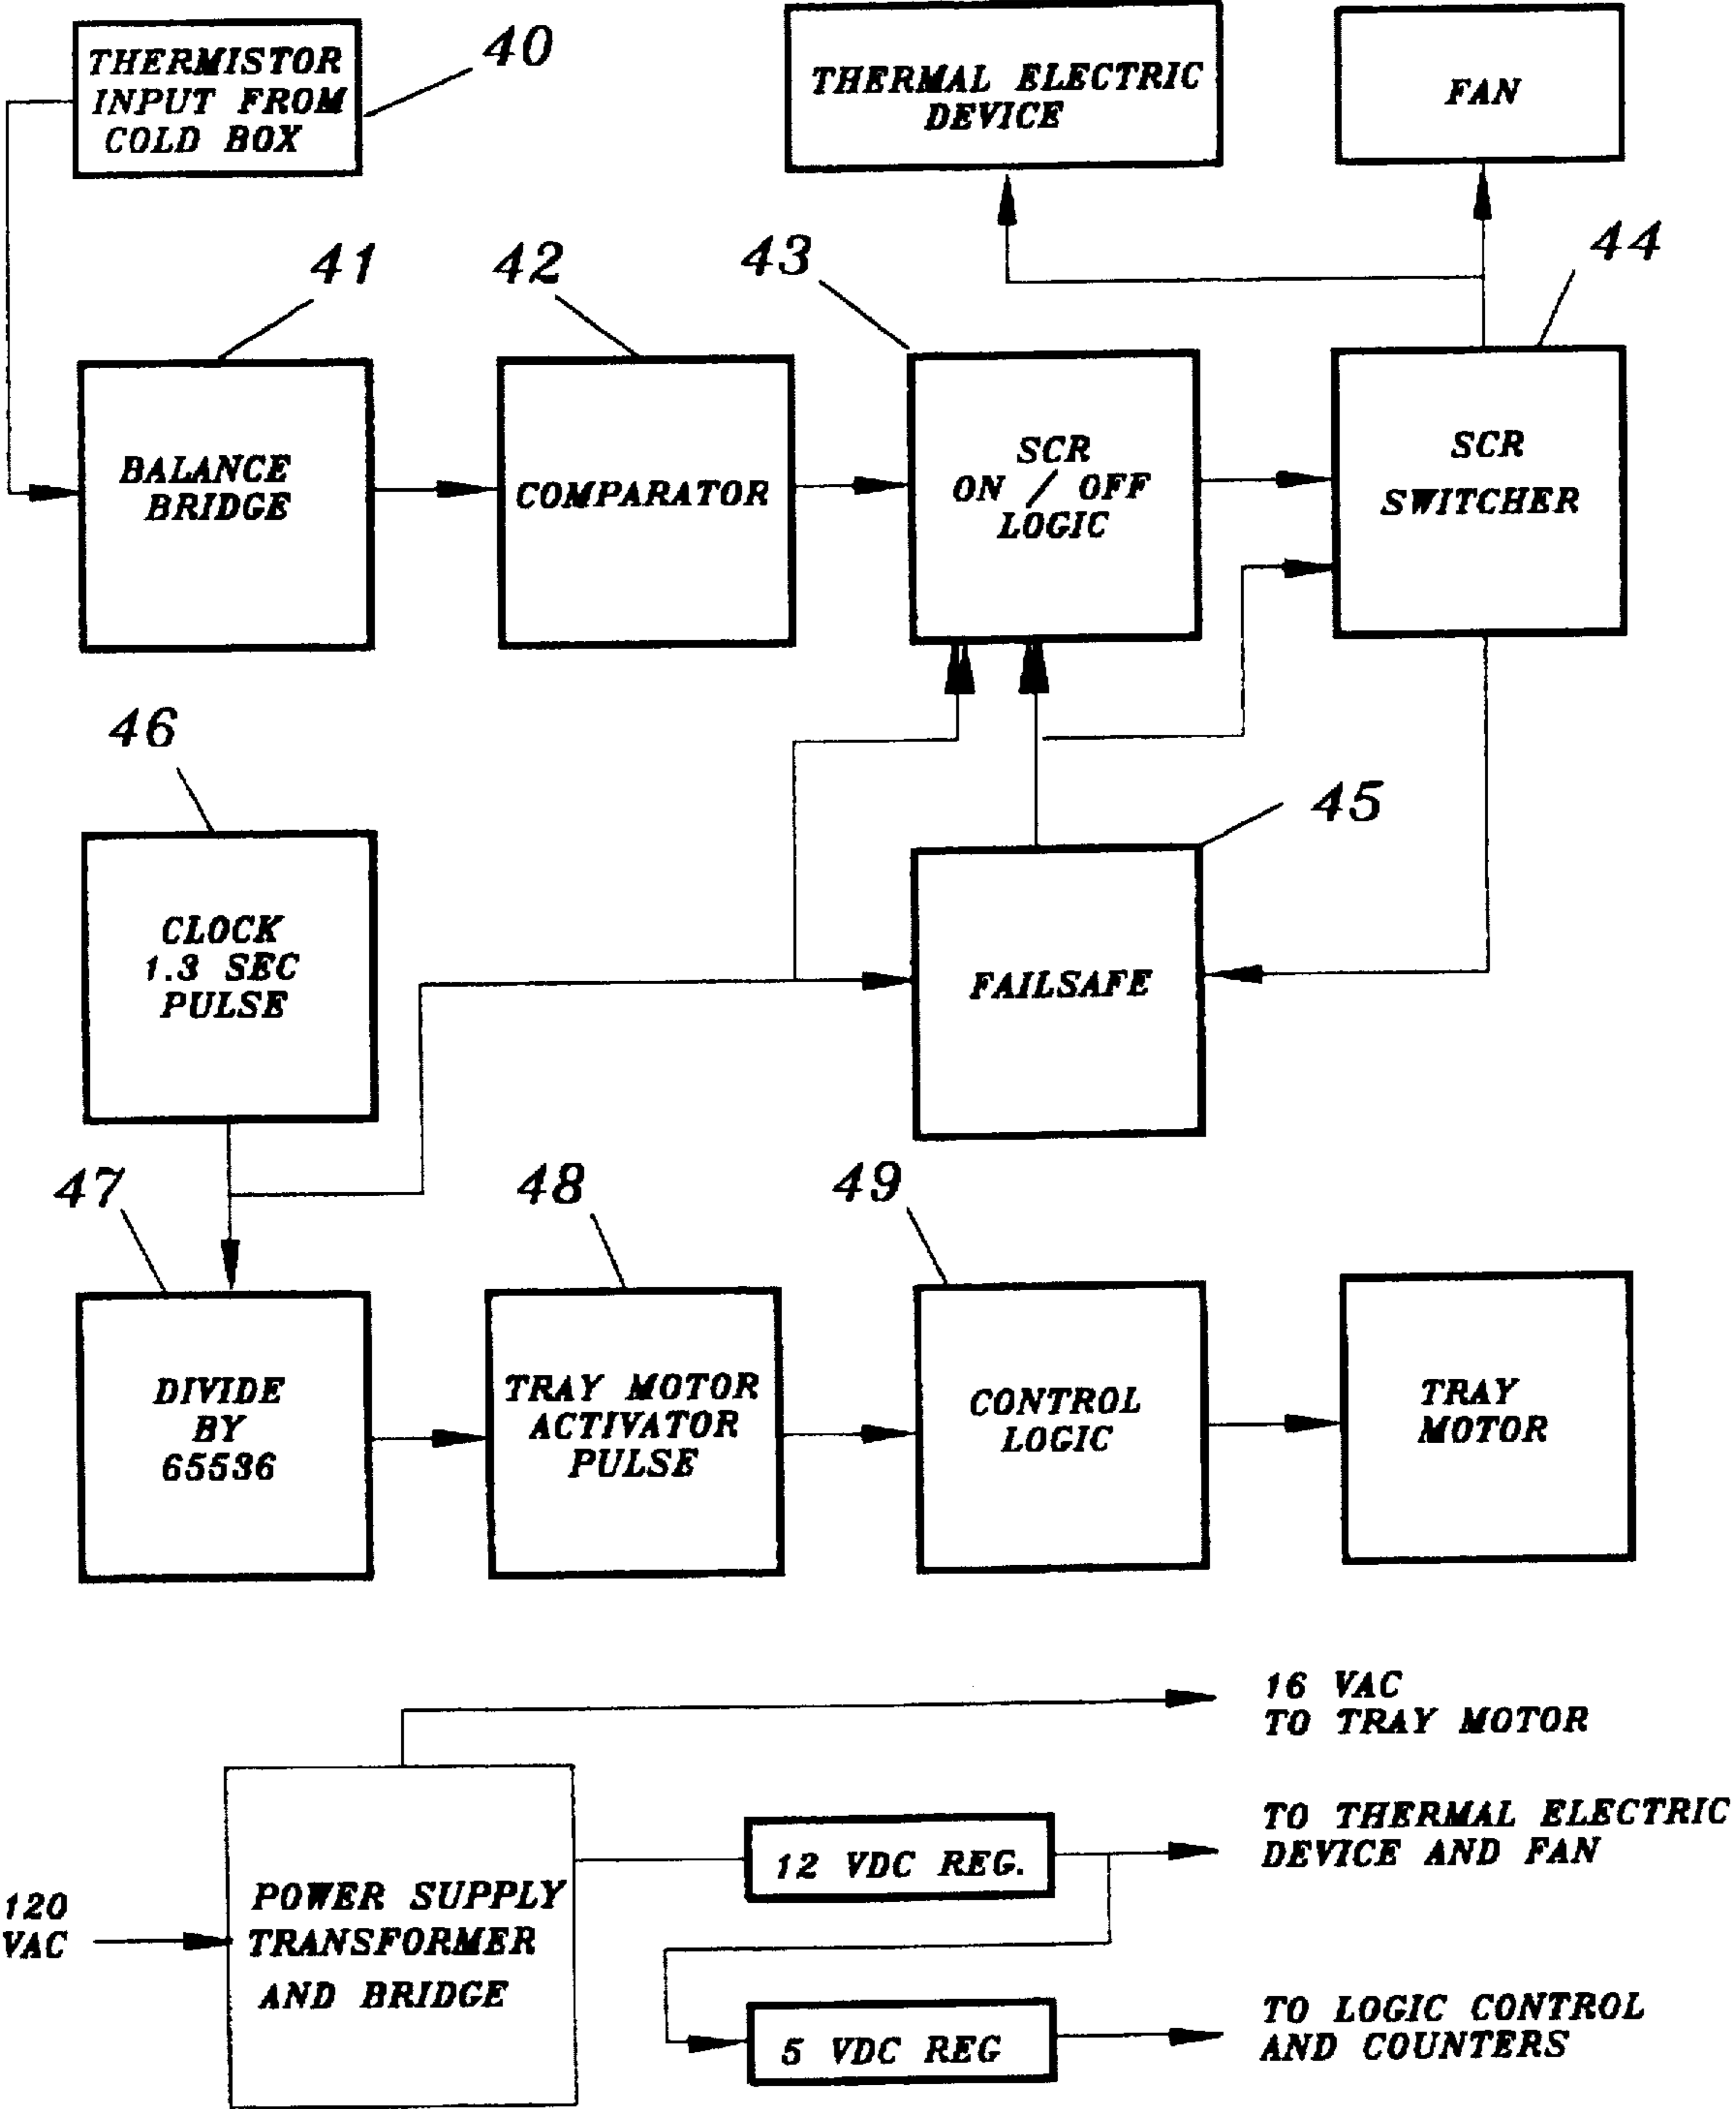 THERMISTOR
INPUT FROM
COLD BOX
40
THERMAL ELECTRIC
DEVICE
FAN
41
42
43
44
BALANCE
BRIDGE
COMPARATOR
SCR
ON / OFF
LOGIC
SCR
SWITCHER
46
45
CLOCK
1.3 SEC
PULSE
FAILSAFE
47
48
49
DIVIDE
BY
65536
TRAY MOTOR
ACTIVATOR
PULSE
CONTROL
LOGIC
TRAY
MOTOR
16 VAC
TO TRAY MOTOR
120
VAC
POWER SUPPLY
TRANSFORMER
AND BRIDGE
12 VDC REG.
TO THERMAL ELECTRIC
DEVICE AND FAN
5 VDC REG
TO LOGIC CONTROL
AND COUNTERS